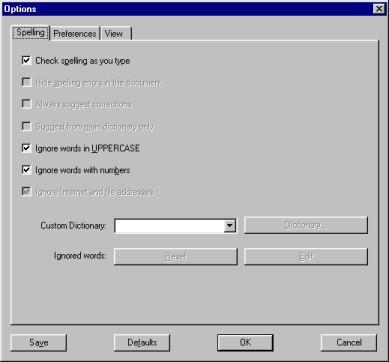 Options
Spelling Preferences View
Check spelling as you type
Hide spelling errors in the document
Always suggest corrections
Suggest from main dictionary only
Ignore words in UPPERCASE
Ignore words with numbers
Ignore Internet and file addresses
Custom Dictionary: Dictionary...
Ignored words: Reset Edit
Save Defaults OK Cancel